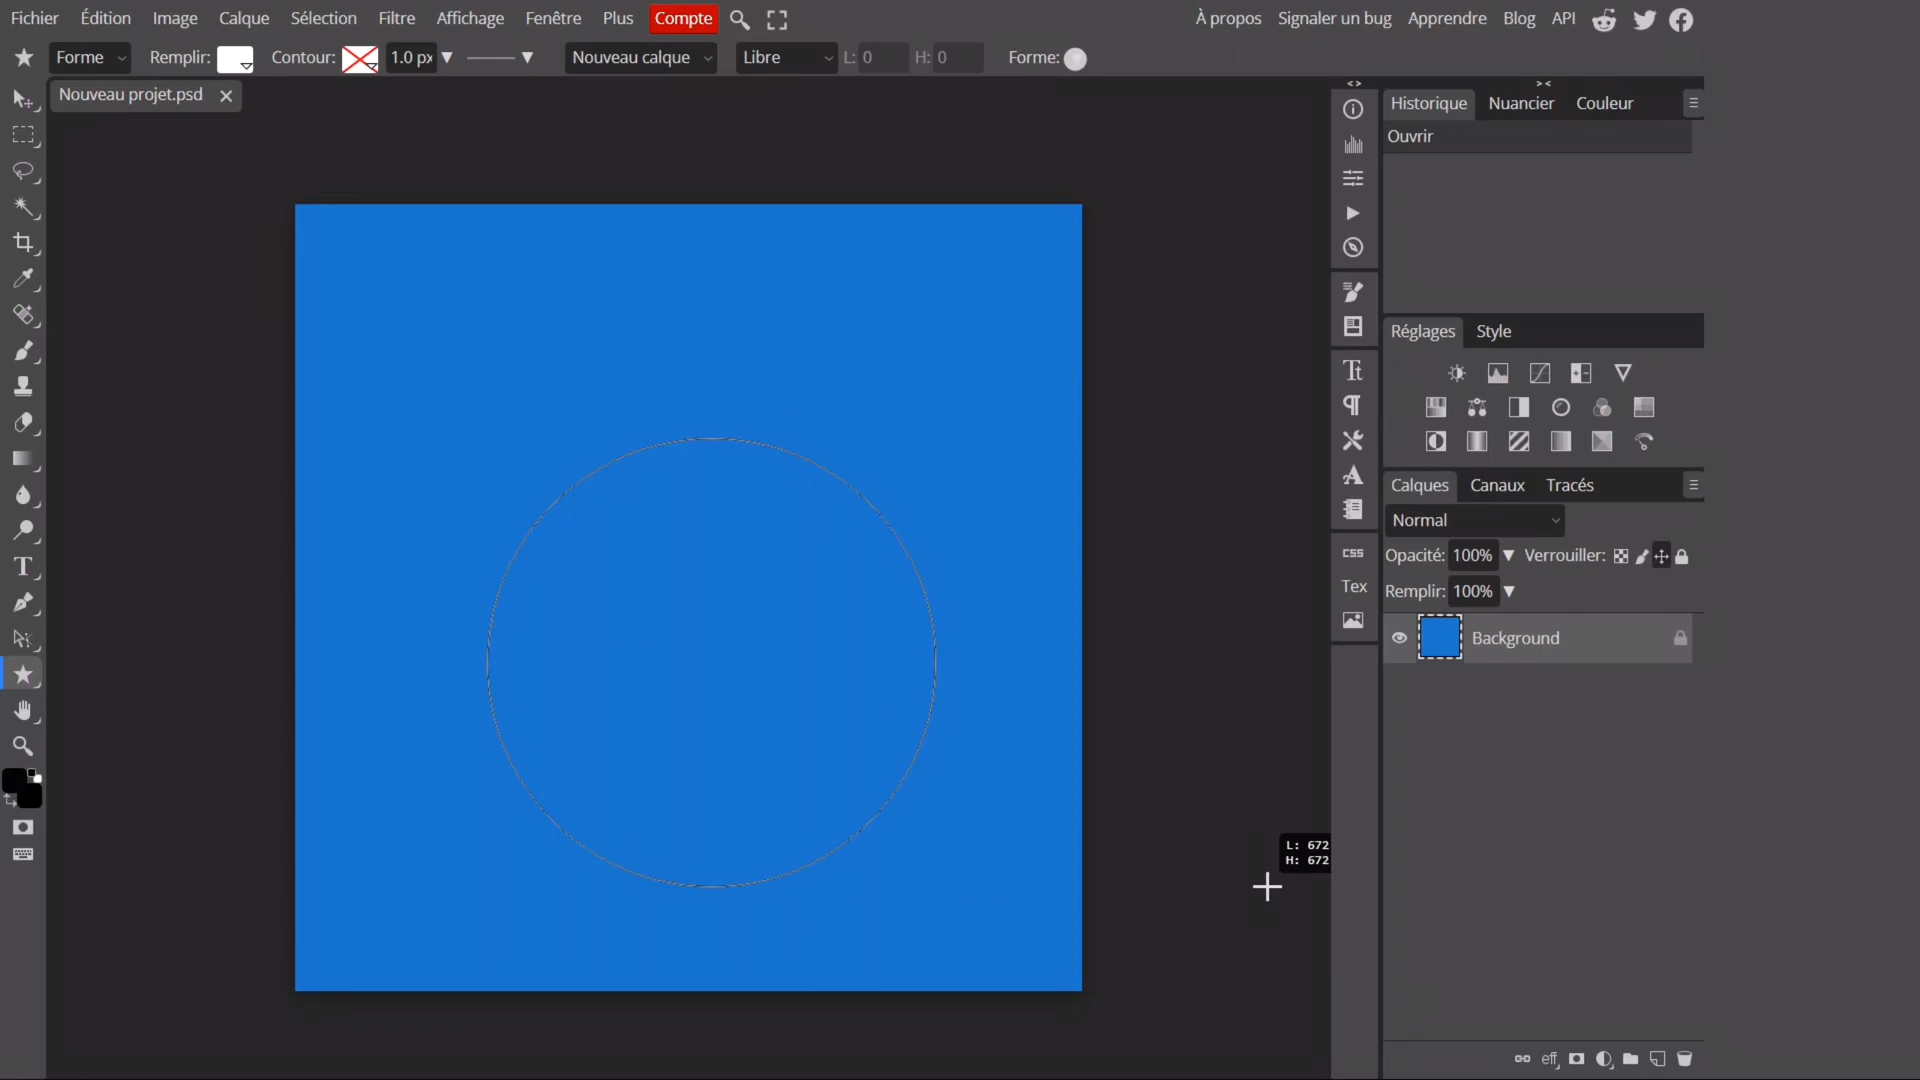 Fichier Édition Image Calque Sélection Filtre Affichage Fenêtre Plus Compte À propos Signaler un bug Apprendre Blog API
Forme Remplir: Contour: 1.0 px Nouveau calque Libre L: 0 H: 0 Forme:
Nouveau projet.psd
Historique Nuancier Couleur
Ouvrir
Réglages Style
Calques Canaux Tracés
Normal
Opacité: 100% Verrouiller:
Remplir: 100%
CSS
Tex
Background
L: 672
H: 672
eff